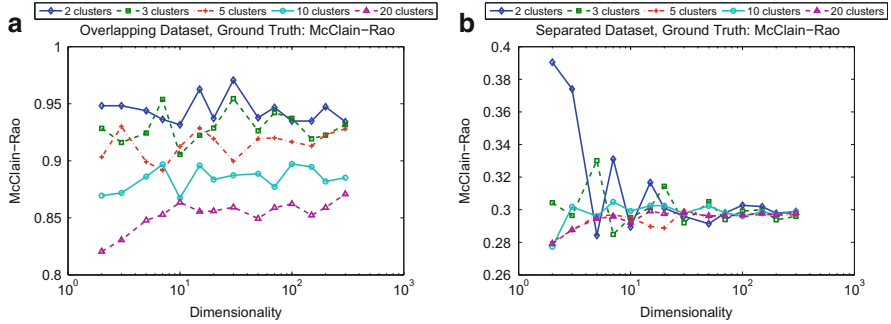 2 clusters 3 clusters 5 clusters 10 clusters 20 clusters
a
Overlapping Dataset, Ground Truth: McClain−Rao
1
0.95
0.9
0.85
0.8
McClain−Rao
10^0 10^1 10^2 10^3
Dimensionality
2 clusters 3 clusters 5 clusters 10 clusters 20 clusters
b
Separated Dataset, Ground Truth: McClain−Rao
0.4
0.38
0.36
0.34
0.32
0.3
0.28
0.26
McClain−Rao
10^0 10^1 10^2 10^3
Dimensionality